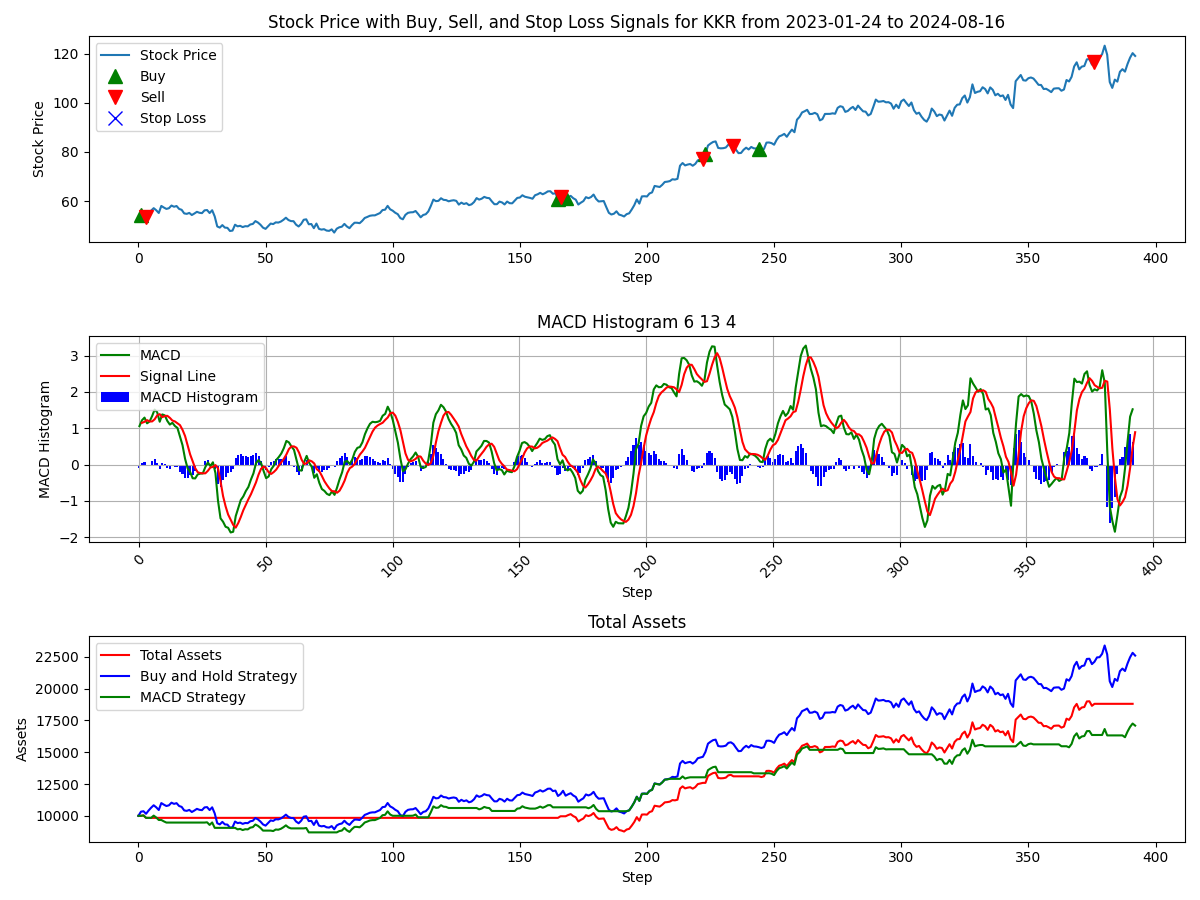 Stock Price with Buy, Sell, and Stop Loss Signals for KKR from 2023-01-24 to 2024-08-16
Stock Price
Buy
Sell
Stop Loss
120
100
80
60
Stock Price
0 50 100 150 200 250 300 350 400
Step
MACD Histogram 6 13 4
MACD
Signal Line
MACD Histogram
3
2
1
0
−1
−2
MACD Histogram
0 50 100 150 200 250 300 350 400
Step
Total Assets
Total Assets
Buy and Hold Strategy
MACD Strategy
22500
20000
17500
15000
12500
10000
Assets
0 50 100 150 200 250 300 350 400
Step